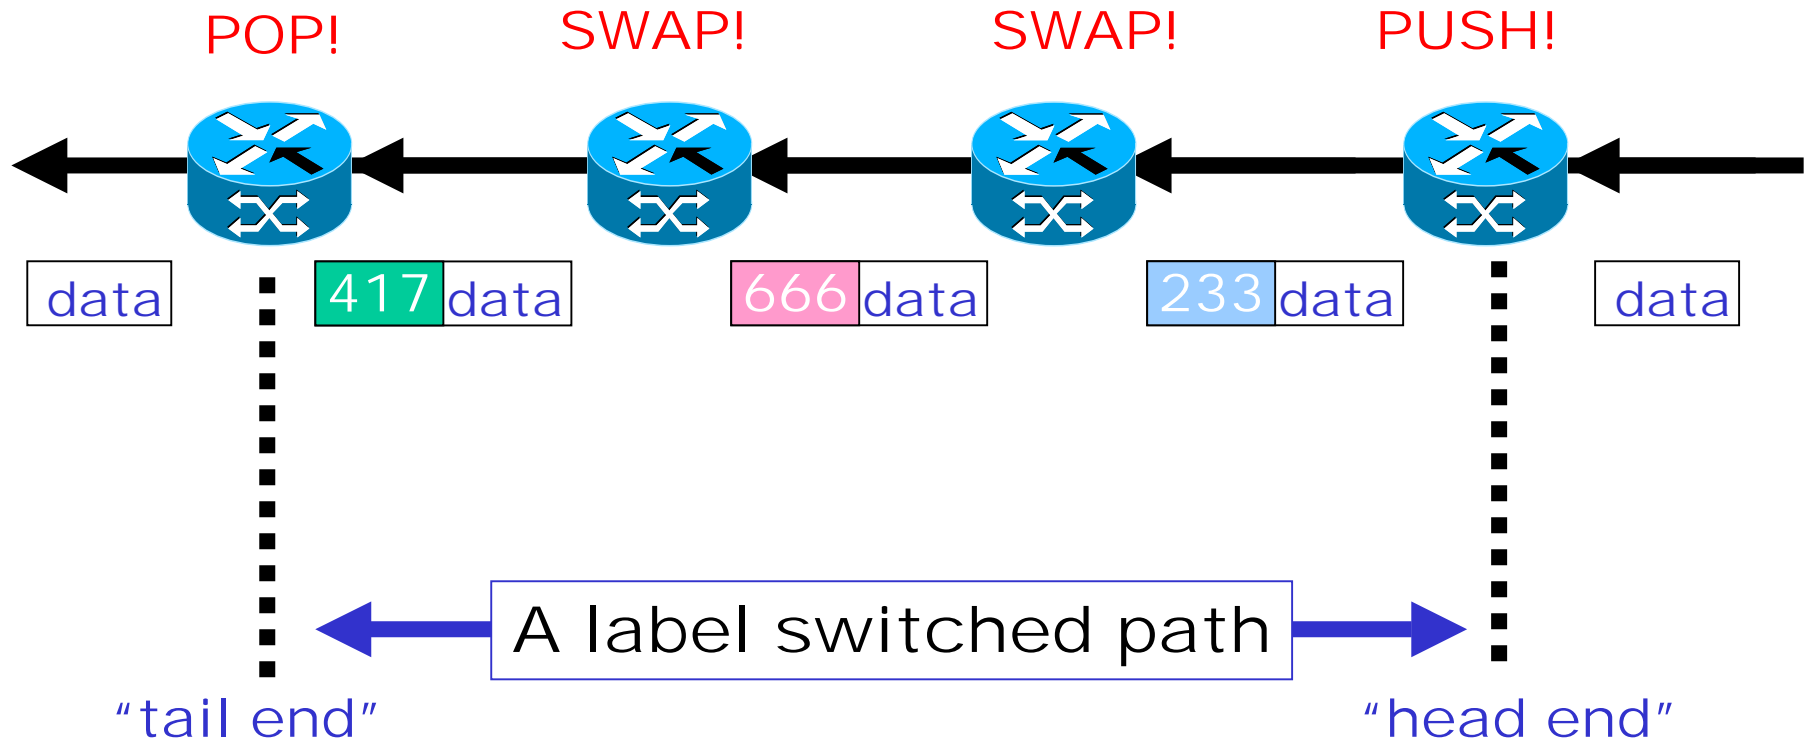 POP! SWAP! SWAP! PUSH!
data 417 data 666 data 233 data data
A label switched path
“tail end” “head end”